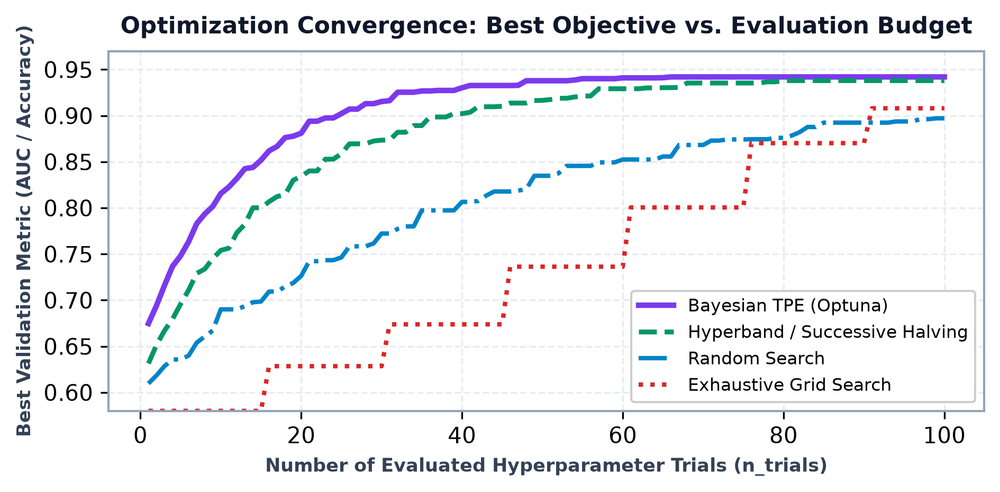 Optimization Convergence: Best Objective vs. Evaluation Budget
Best Validation Metric (AUC / Accuracy)
0.95
0.90
0.85
0.80
0.75
0.70
0.65
0.60
Bayesian TPE (Optuna)
Hyperband / Successive Halving
Random Search
Exhaustive Grid Search
0 20 40 60 80 100
Number of Evaluated Hyperparameter Trials (n_trials)